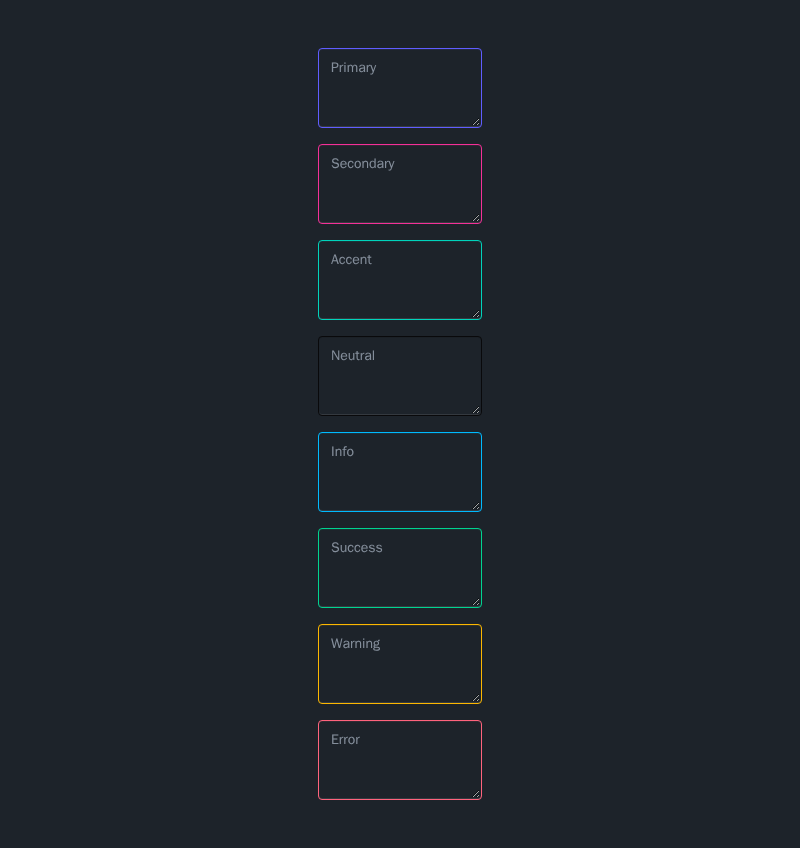 Primary
Secondary
Accent
Neutral
Info
Success
Warning
Error